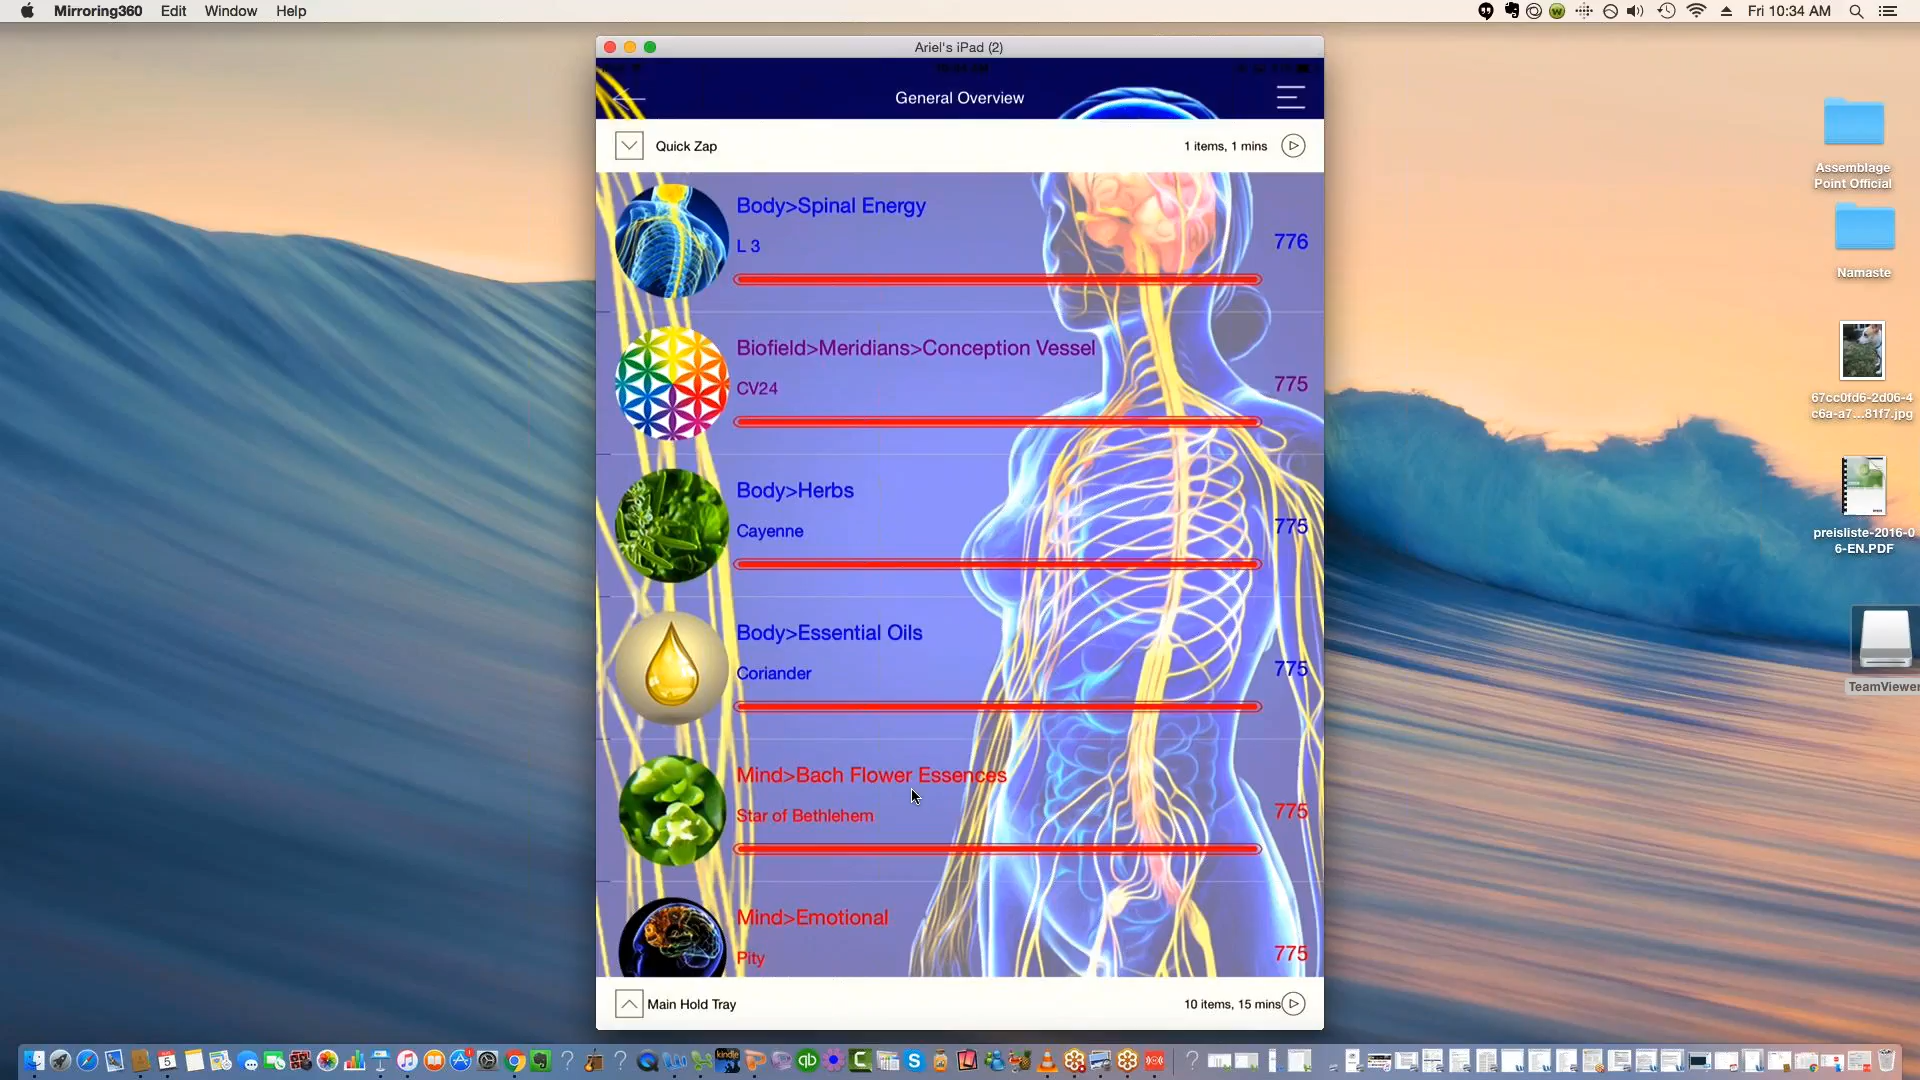 Mirroring360 Edit Window Help
Fri 10:34 AM
Ariel's iPad (2)
General Overview
Quick Zap
1 items, 1 mins
Body>Spinal Energy
L 3
776
Biofield>Meridians>Conception Vessel
CV24
775
Body>Herbs
Cayenne
775
Body>Essential Oils
Coriander
775
Mind>Bach Flower Essences
Star of Bethlehem
775
Mind>Emotional
Pity
775
Main Hold Tray
10 items, 15 mins
Assemblage
Point Official
Namaste
67cc0fd6-2d06-4
c6a-a7...81f7.jpg
preisliste-2016-0
6-EN.PDF
TeamViewer